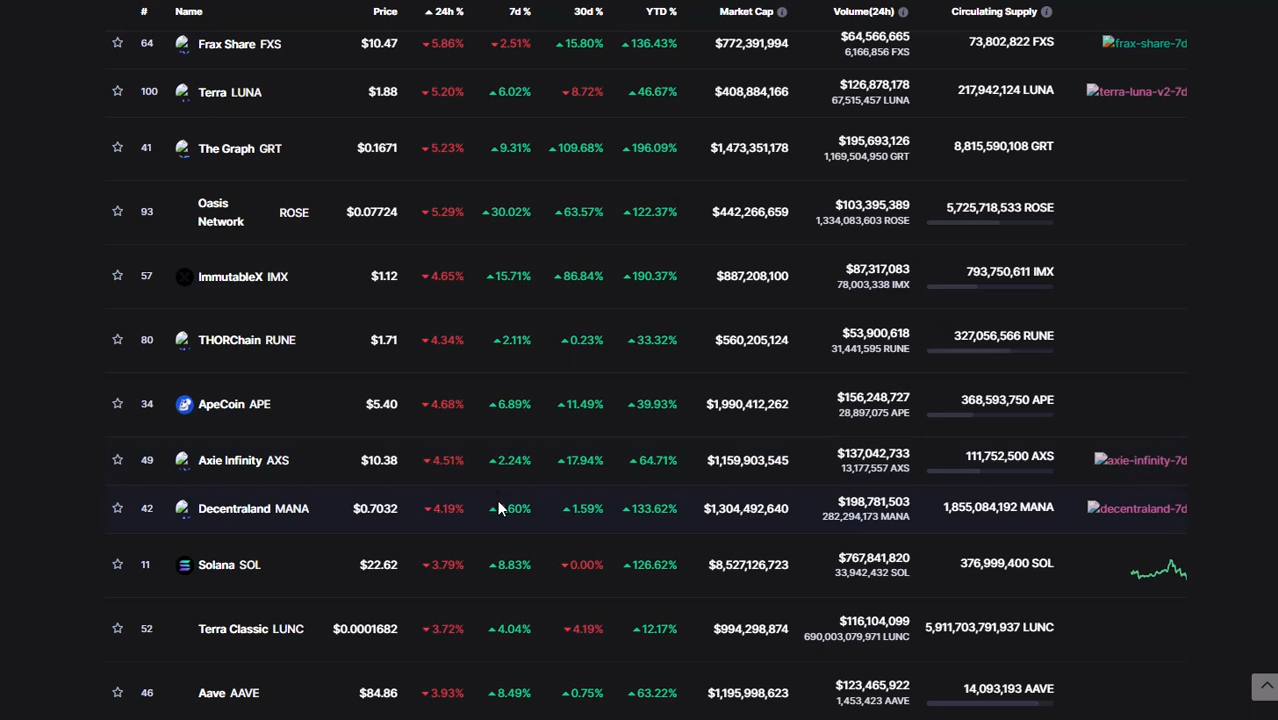 # Name Price 24h % 7d % 30d % YTD % Market Cap Volume(24h) Circulating Supply
64 Frax Share FXS $10.47 5.86% 2.51% 15.80% 136.43% $772,391,994 $64,566,665 73,802,822 FXS frax-share-7d
6,166,856 FXS
100 Terra LUNA $1.88 5.20% 6.02% 8.72% 46.67% $408,884,166 $126,878,178 217,942,124 LUNA terra-luna-v2-7d
67,515,457 LUNA
41 The Graph GRT $0.1671 5.23% 9.31% 109.68% 196.09% $1,473,351,178 $195,693,126 8,815,590,108 GRT
1,169,504,950 GRT
93 Oasis Network ROSE $0.07724 5.29% 30.02% 63.57% 122.37% $442,266,659 $103,395,389 5,725,718,533 ROSE
1,334,083,603 ROSE
57 ImmutableX IMX $1.12 4.65% 15.71% 86.84% 190.37% $887,208,100 $87,317,083 793,750,611 IMX
78,003,338 IMX
80 THORChain RUNE $1.71 4.34% 2.11% 0.23% 33.32% $560,205,124 $53,900,618 327,056,566 RUNE
31,441,595 RUNE
34 ApeCoin APE $5.40 4.68% 6.89% 11.49% 39.93% $1,990,412,262 $156,248,727 368,593,750 APE
28,897,075 APE
49 Axie Infinity AXS $10.38 4.51% 2.24% 17.94% 64.71% $1,159,903,545 $137,042,733 111,752,500 AXS axie-infinity-7d
13,177,557 AXS
42 Decentraland MANA $0.7032 4.19% 60% 1.59% 133.62% $1,304,492,640 $198,781,503 1,855,084,192 MANA decentraland-7d
282,294,173 MANA
11 Solana SOL $22.62 3.79% 8.83% 0.00% 126.62% $8,527,126,723 $767,841,820 376,999,400 SOL
33,942,432 SOL
52 Terra Classic LUNC $0.0001682 3.72% 4.04% 4.19% 12.17% $994,298,874 $116,104,099 5,911,703,791,937 LUNC
690,003,079,971 LUNC
46 Aave AAVE $84.86 3.93% 8.49% 0.75% 63.22% $1,195,998,623 $123,465,922 14,093,193 AAVE
1,453,423 AAVE